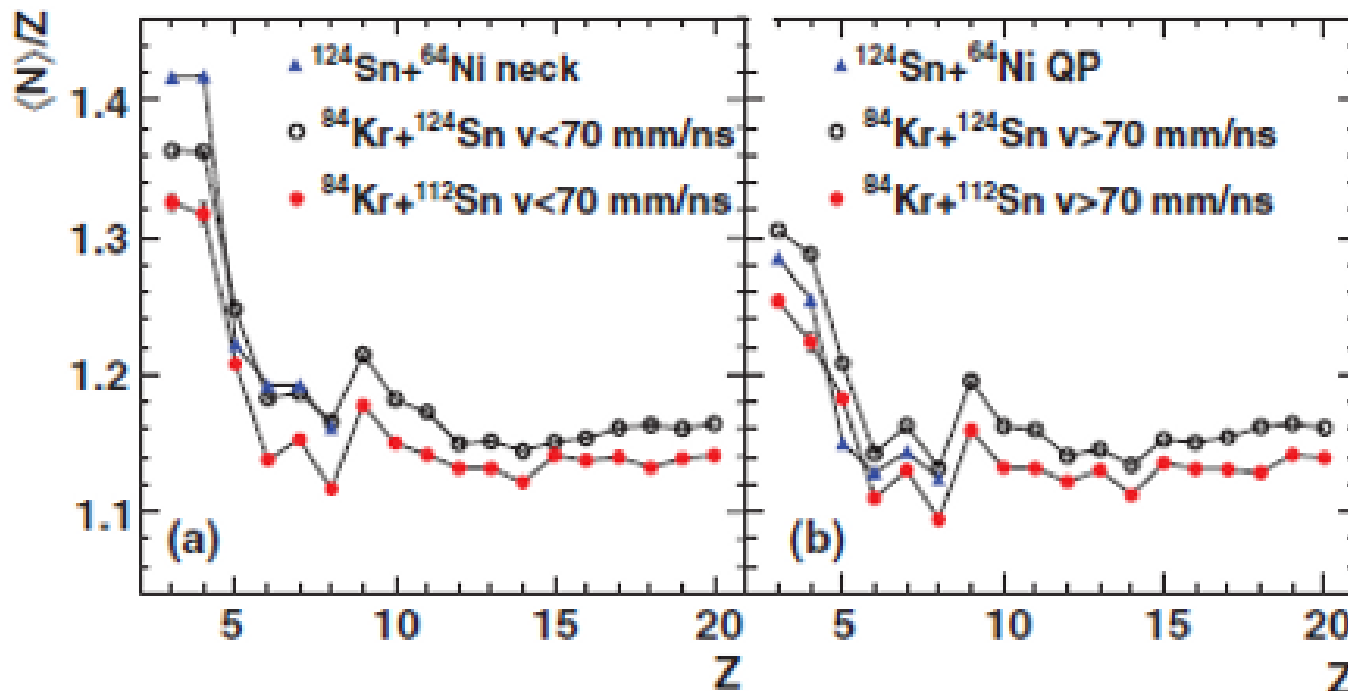 ⟨N⟩/Z
1.4
1.3
1.2
1.1
▲ ¹²⁴Sn+⁶⁴Ni neck
○ ⁸⁴Kr+¹²⁴Sn v<70 mm/ns
● ⁸⁴Kr+¹¹²Sn v<70 mm/ns
(a)
5 10 15 20
Z
▲ ¹²⁴Sn+⁶⁴Ni QP
○ ⁸⁴Kr+¹²⁴Sn v>70 mm/ns
● ⁸⁴Kr+¹¹²Sn v>70 mm/ns
(b)
5 10 15 20
Z